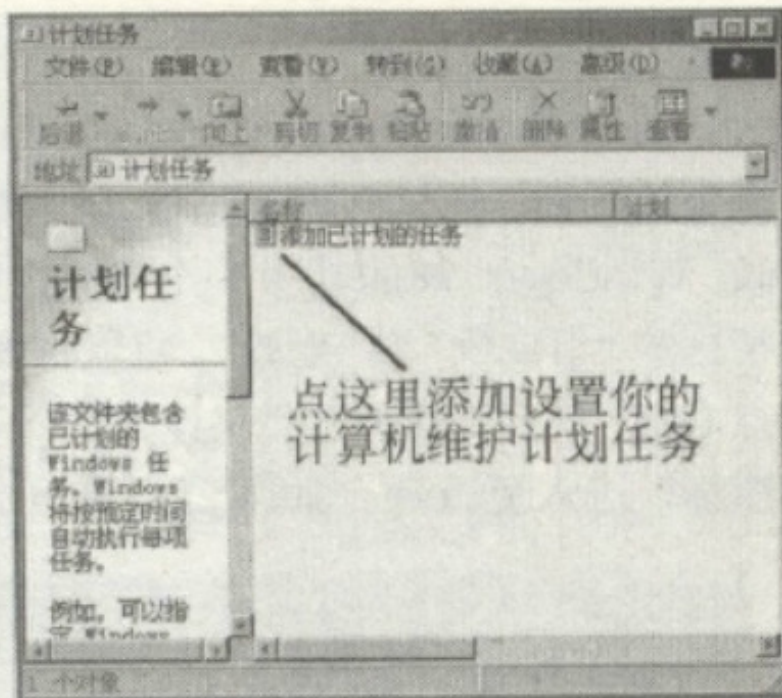 计划任务
文件(F) 编辑(E) 查看(V) 转到(G) 收藏(A) 高级(D)
后退 向上 剪切 复制 粘贴 撤消 删除 属性 查看
地址 计划任务
名称 计划
添加已计划的任务
计划任
务
该文件夹包含
已计划的
Windows 任
务。Windows
将按预定时间
自动执行每项
任务。
例如，可以指
定 Windows
点这里添加设置你的
计算机维护计划任务
1 个对象